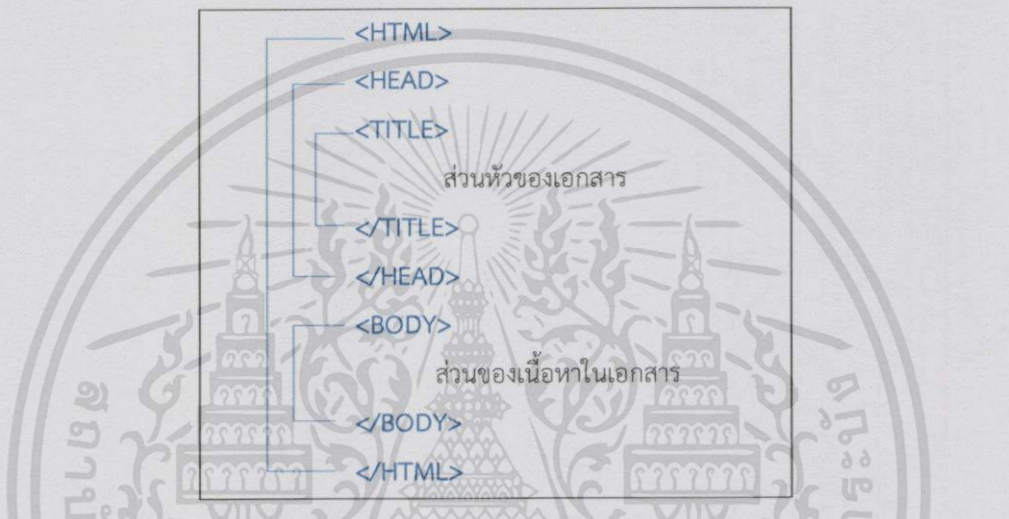 <HTML>
<HEAD>
<TITLE>
ส่วนหัวของเอกสาร
</TITLE>
</HEAD>
<BODY>
ส่วนของเนื้อหาในเอกสาร
</BODY>
</HTML>